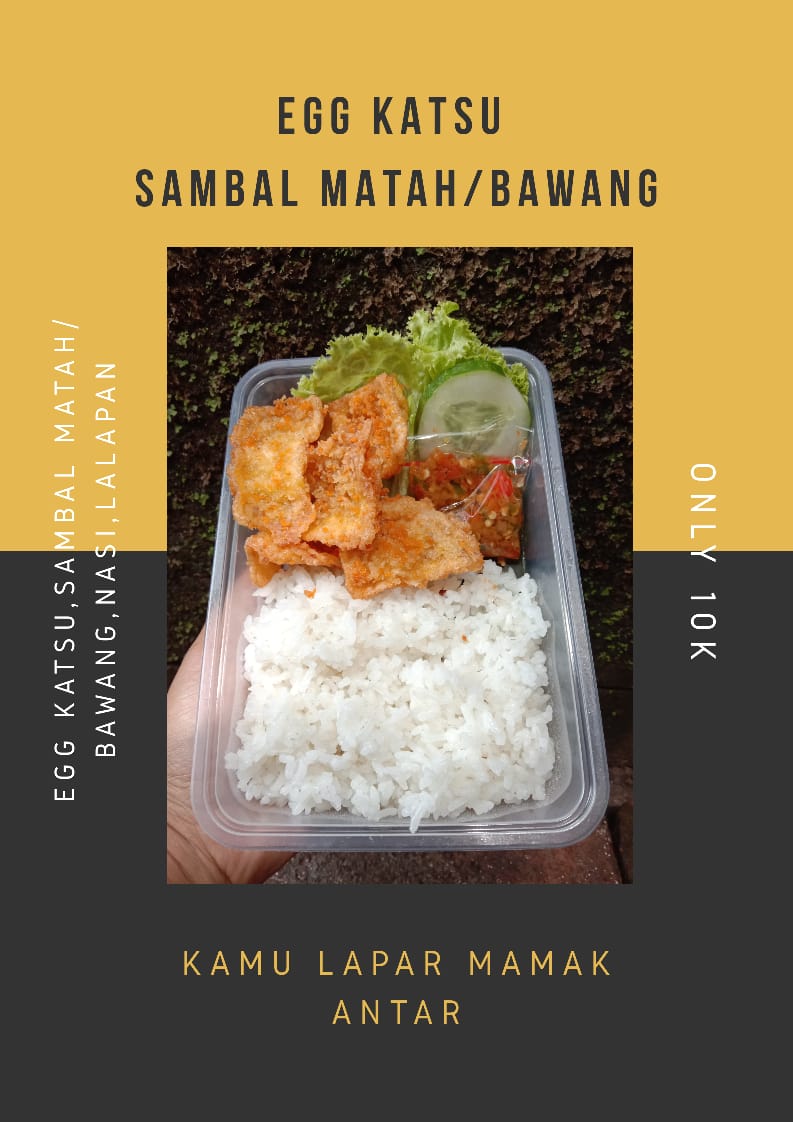 EGG KATSU
SAMBAL MATAH/BAWANG
EGG KATSU,SAMBAL MATAH/
BAWANG,NASI,LALAPAN
ONLY 10K
KAMU LAPAR MAMAK
ANTAR